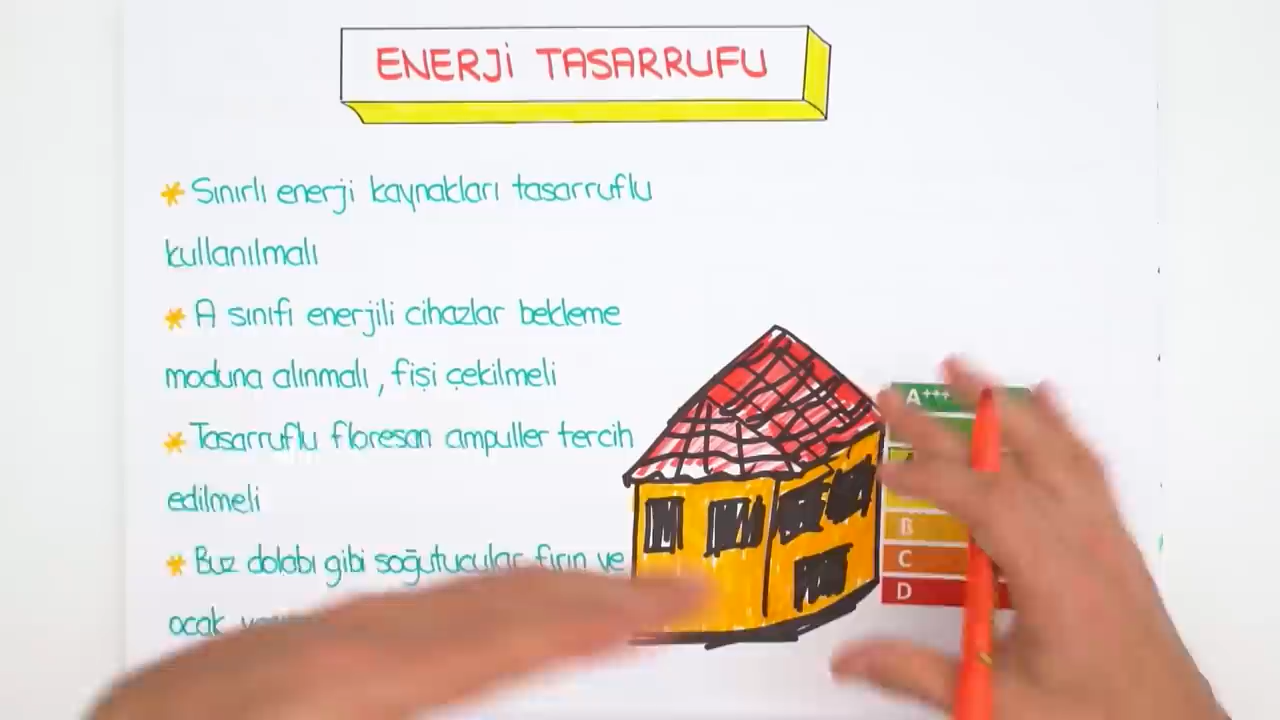 ENERJİ TASARRUFU
* Sınırlı enerji kaynakları tasarruflu
kullanılmalı
* A sınıfı enerjili cihazlar bekleme
moduna alınmalı, fişi çekilmeli
* Tasarruflu floresan ampuller tercih
edilmeli
* Buz dolabı gibi soğutucular fırın ve
ocak
A+++
B
C
D